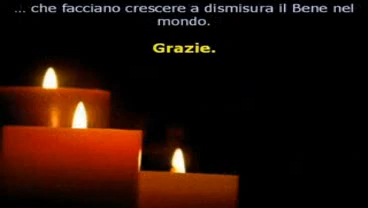 ... che facciano crescere a dismisura il Bene nel
mondo.
Grazie.